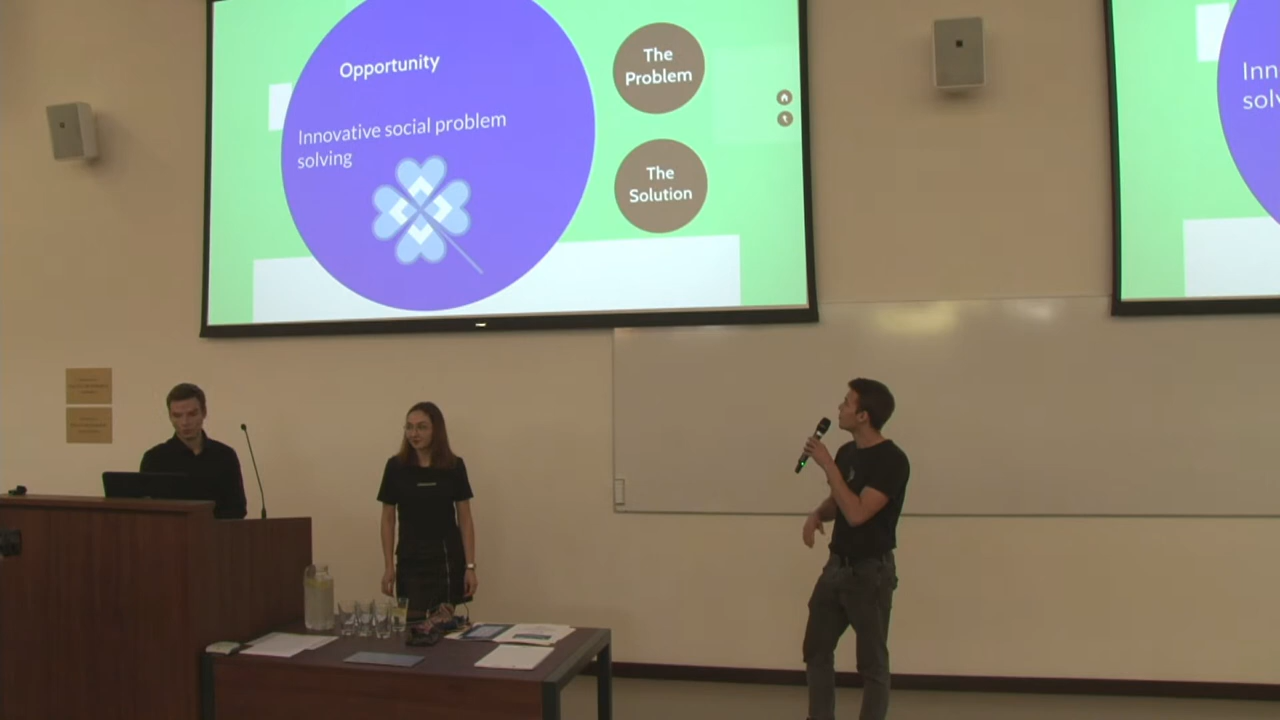 Opportunity
Innovative social problem
solving
The
Problem
The
Solution
Inn
solv